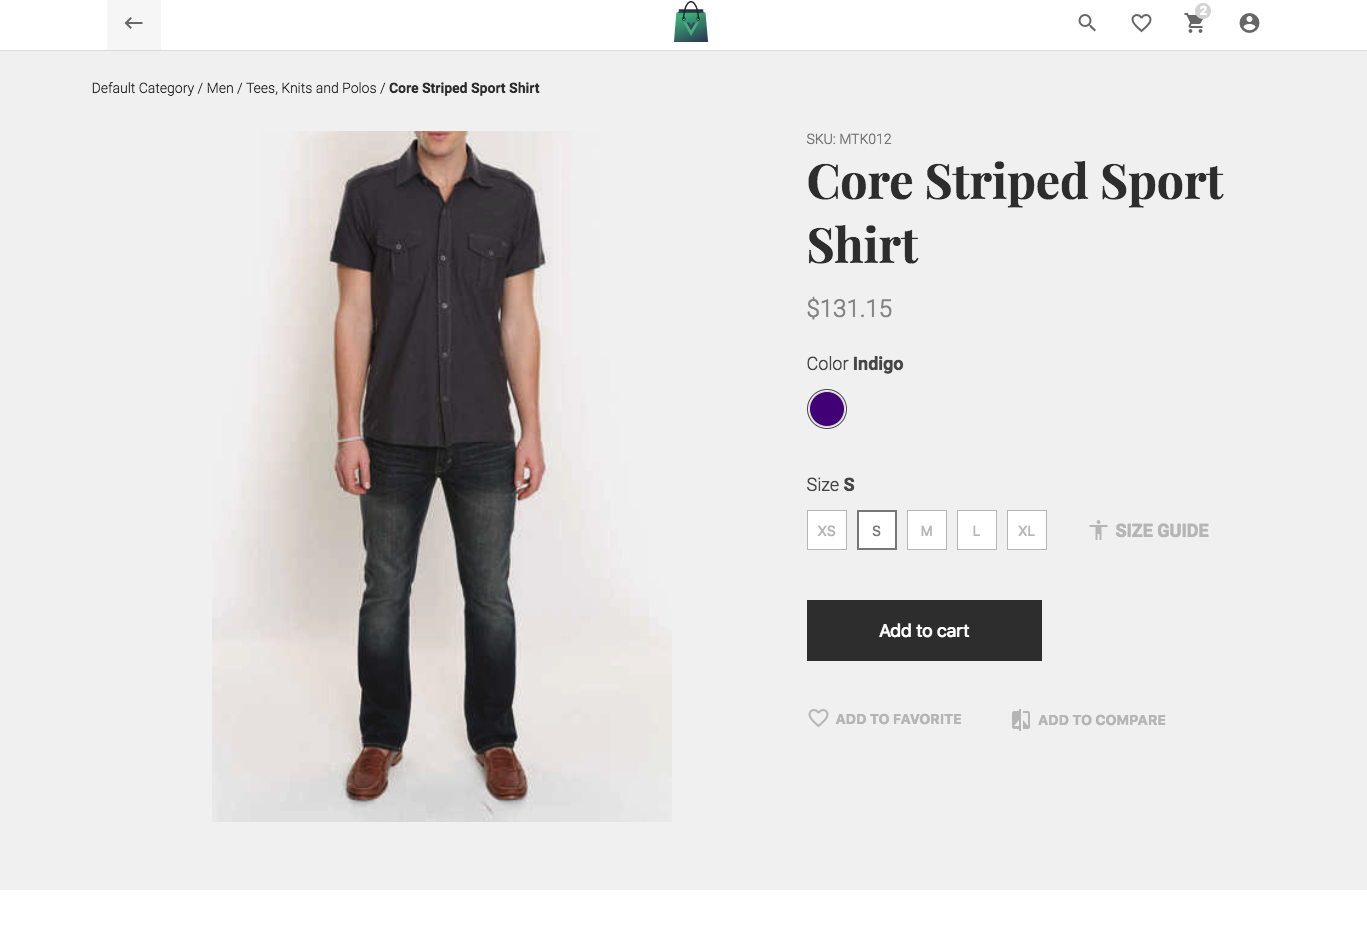 2
Default Category / Men / Tees, Knits and Polos / Core Striped Sport Shirt
SKU: MTK012
Core Striped Sport
Shirt
$131.15
Color Indigo
Size S
XS S M L XL SIZE GUIDE
Add to cart
ADD TO FAVORITE ADD TO COMPARE